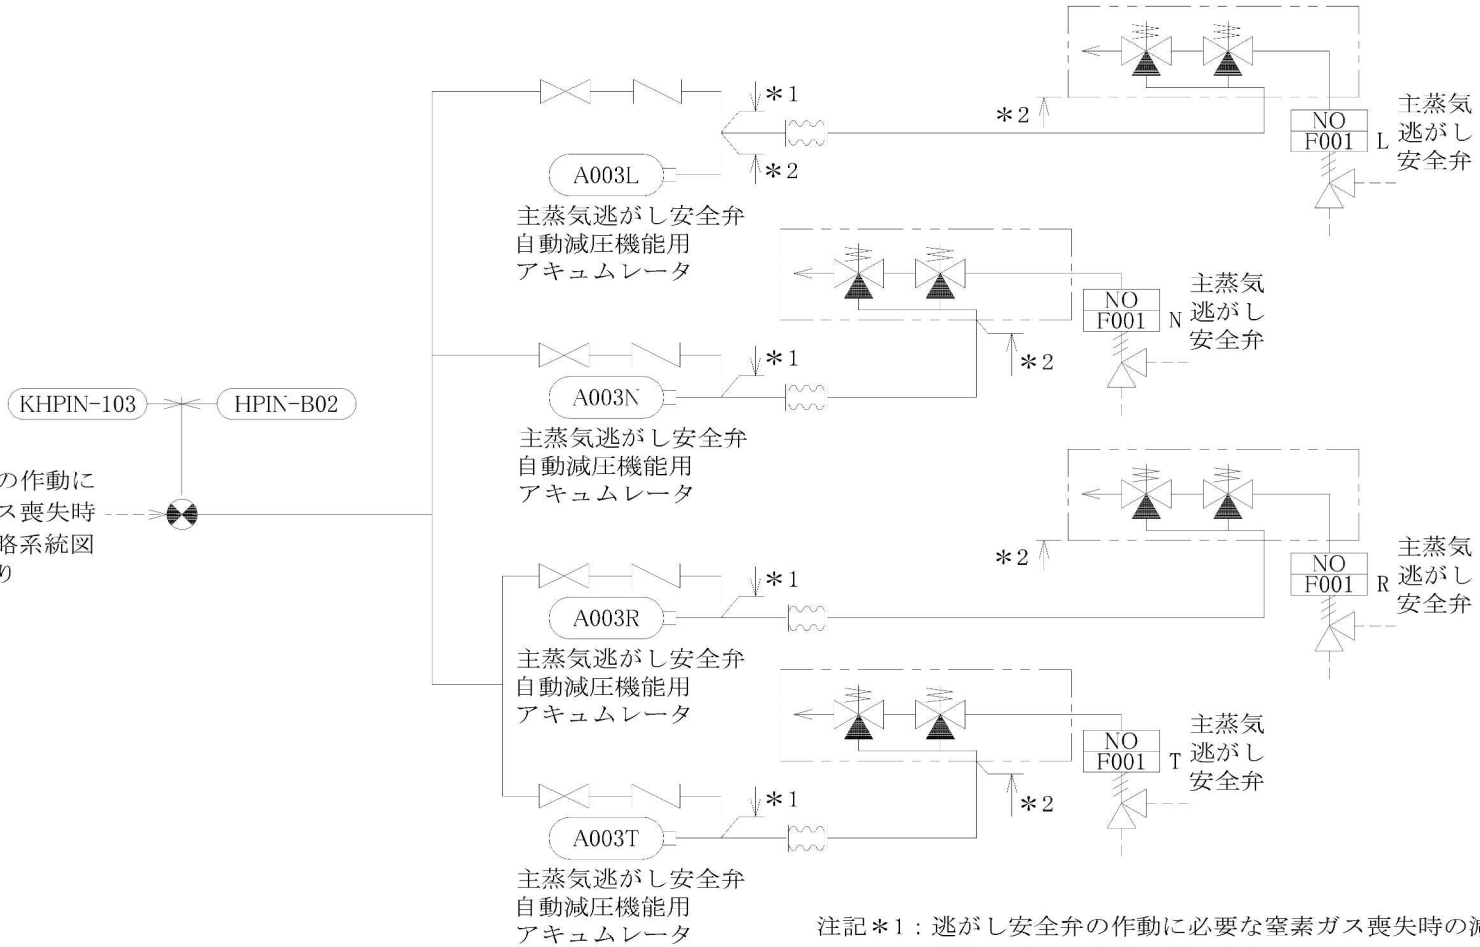 *1
*2
A003L
主蒸気逃がし安全弁
自動減圧機能用
アキュムレータ
*2
NO
F001
L
主蒸気
逃がし
安全弁
*1
A003N
主蒸気逃がし安全弁
自動減圧機能用
アキュムレータ
*2
NO
F001
N
主蒸気
逃がし
安全弁
KHPIN-103
HPIN-B02
の作動に
ス喪失時
略系統図
り
*1
A003R
主蒸気逃がし安全弁
自動減圧機能用
アキュムレータ
*2
NO
F001
R
主蒸気
逃がし
安全弁
*1
A003T
主蒸気逃がし安全弁
自動減圧機能用
アキュムレータ
*2
NO
F001
T
主蒸気
逃がし
安全弁
注記*1:逃がし安全弁の作動に必要な窒素ガス喪失時の減